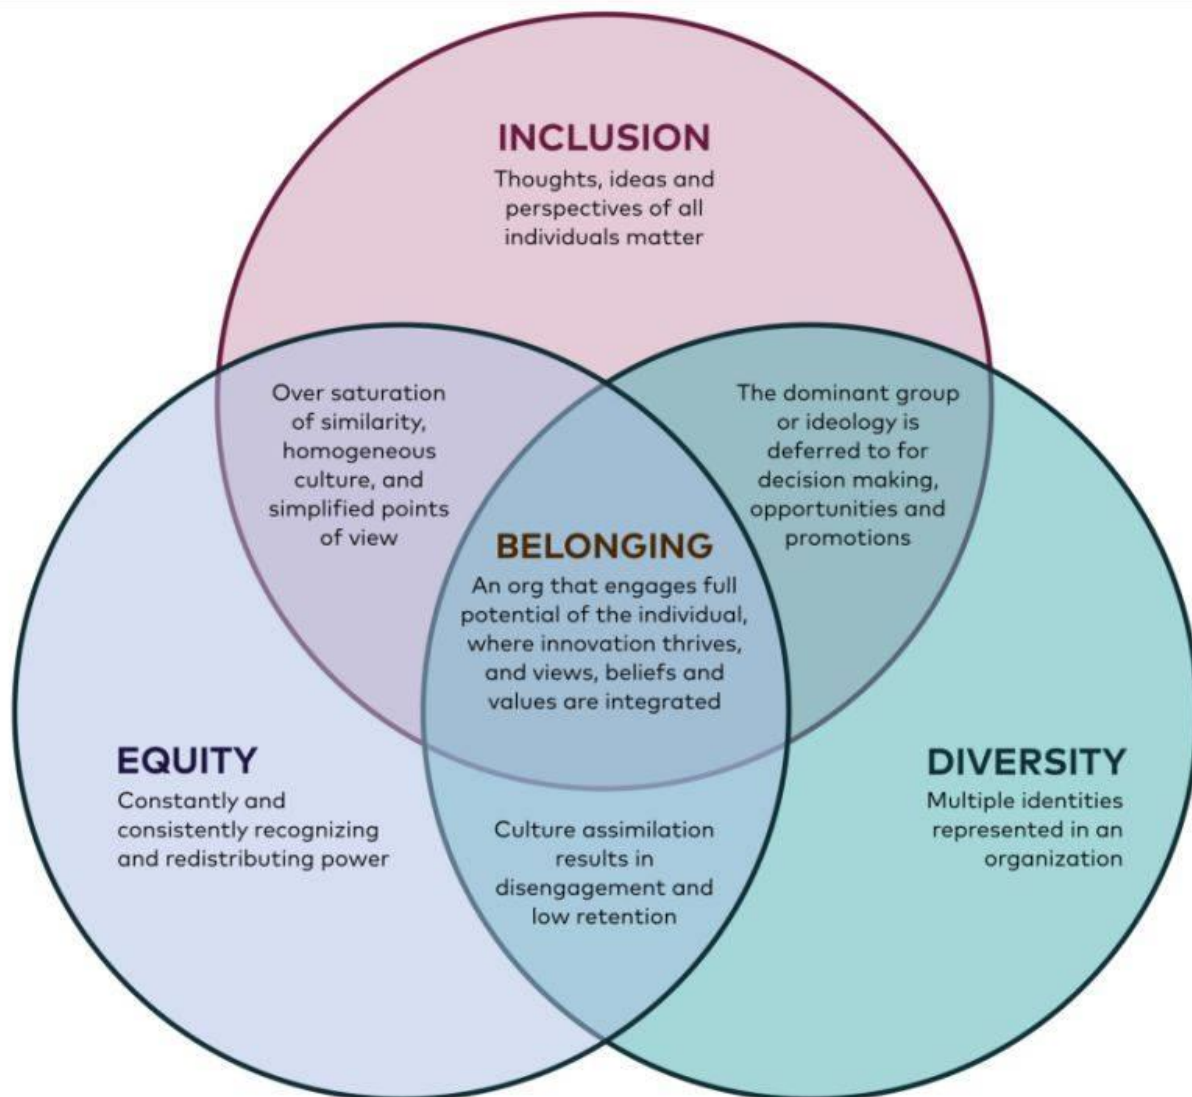 INCLUSION
Thoughts, ideas and
perspectives of all
individuals matter
Over saturation
of similarity,
homogeneous
culture, and
simplified points
of view
The dominant group
or ideology is
deferred to for
decision making,
opportunities and
promotions
BELONGING
An org that engages full
potential of the individual,
where innovation thrives,
and views, beliefs and
values are integrated
EQUITY
Constantly and
consistently recognizing
and redistributing power
DIVERSITY
Multiple identities
represented in an
organization
Culture assimilation
results in
disengagement and
low retention